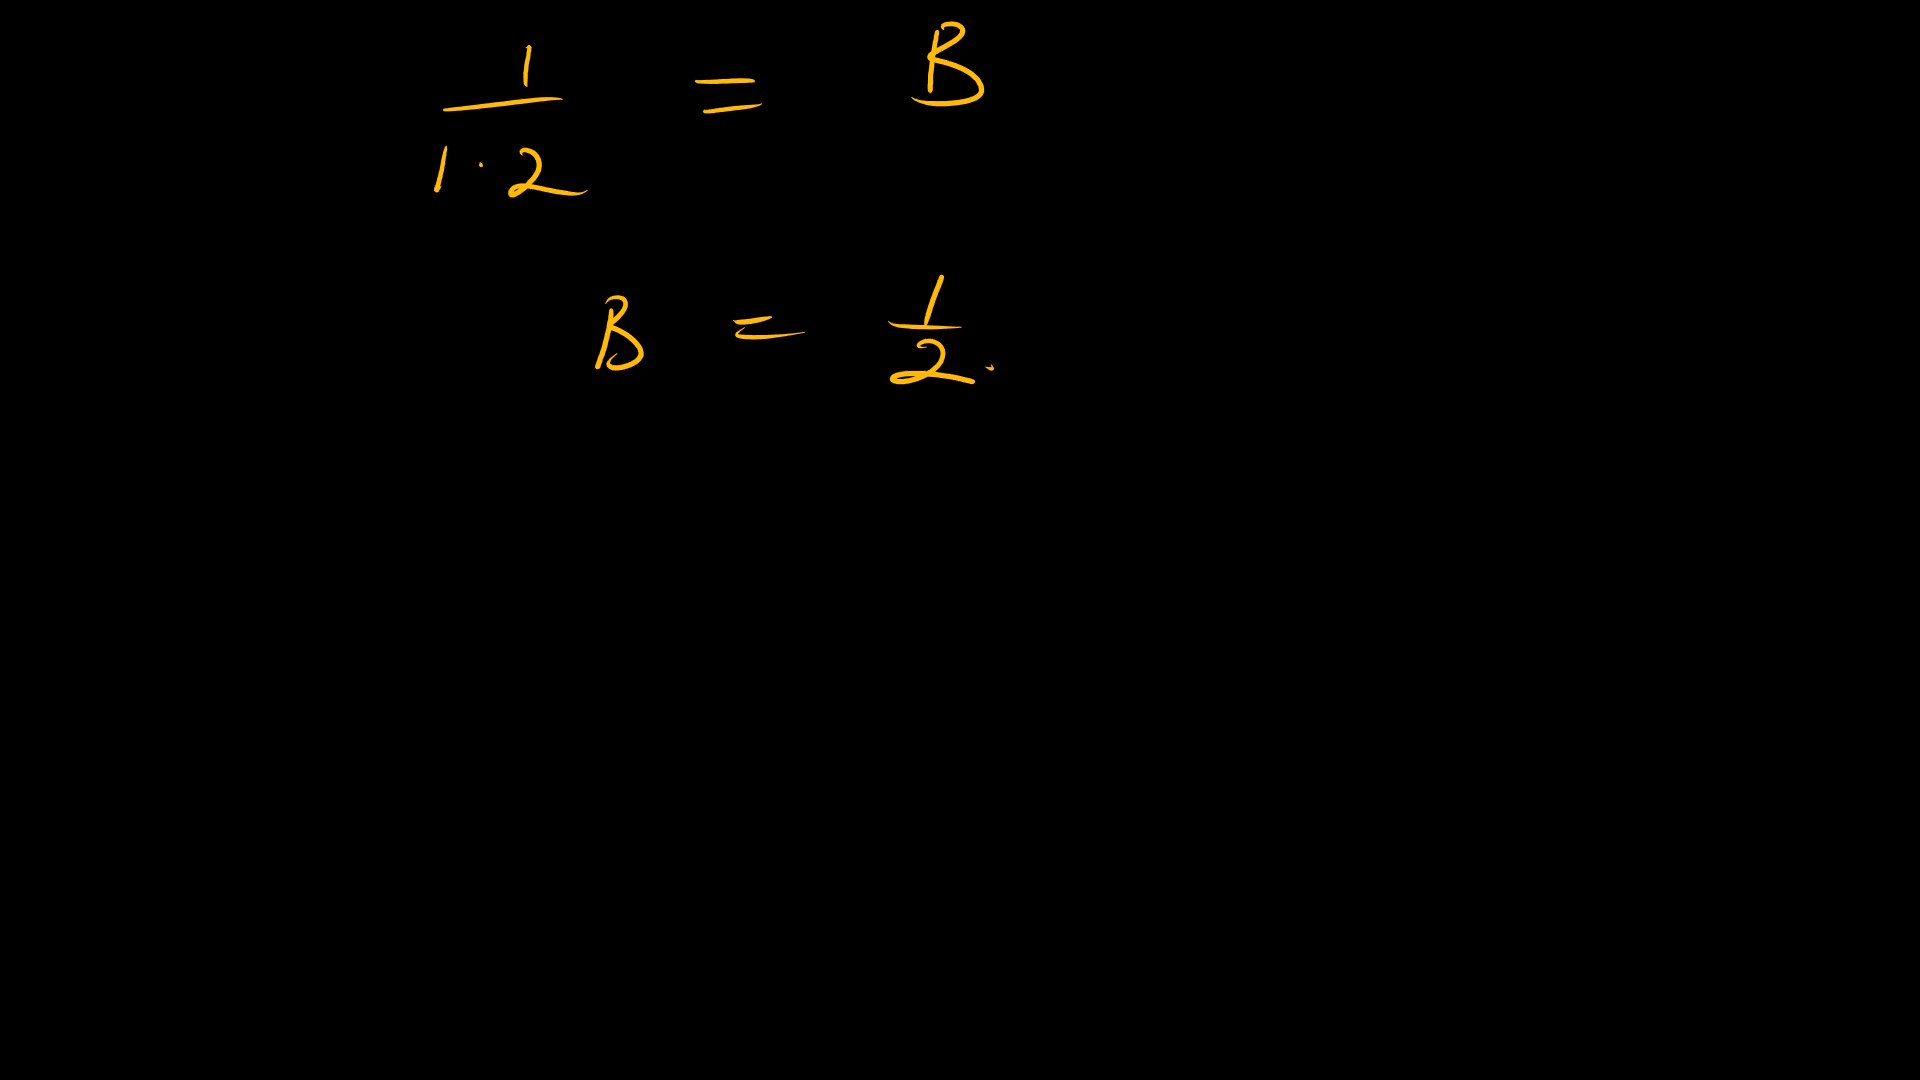 1/(1·2) = B
B = 1/2.